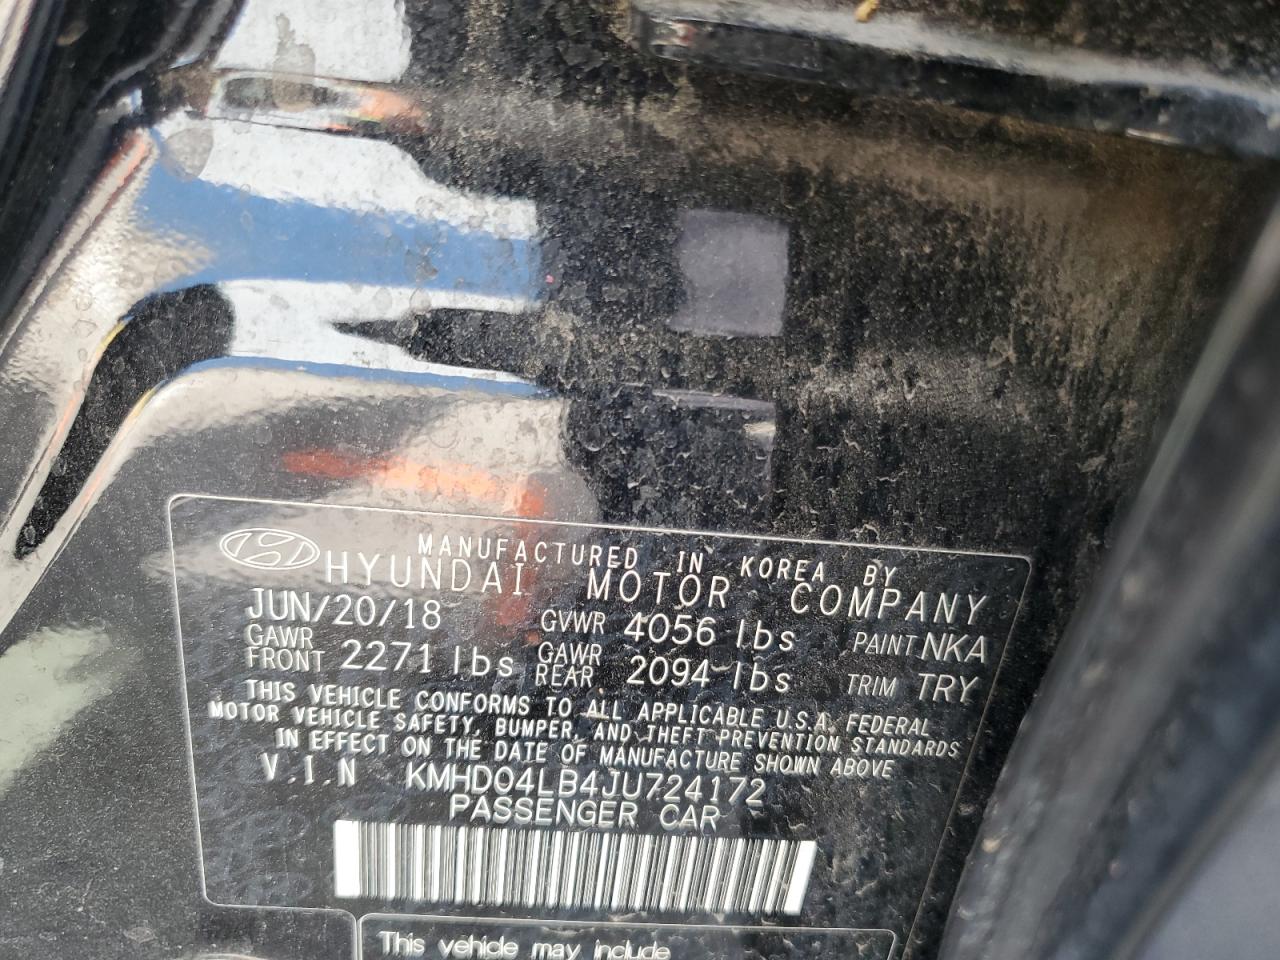 MANUFACTURED IN KOREA BY
HYUNDAI MOTOR COMPANY
JUN/20/18 GVWR 4056 lbs PAINT NKA
GAWR FRONT 2271 lbs GAWR REAR 2094 lbs TRIM TRY
THIS VEHICLE CONFORMS TO ALL APPLICABLE U.S.A. FEDERAL
MOTOR VEHICLE SAFETY, BUMPER, AND THEFT PREVENTION STANDARDS
IN EFFECT ON THE DATE OF MANUFACTURE SHOWN ABOVE
V.I.N KMHD04LB4JU724172
PASSENGER CAR
This vehicle may include